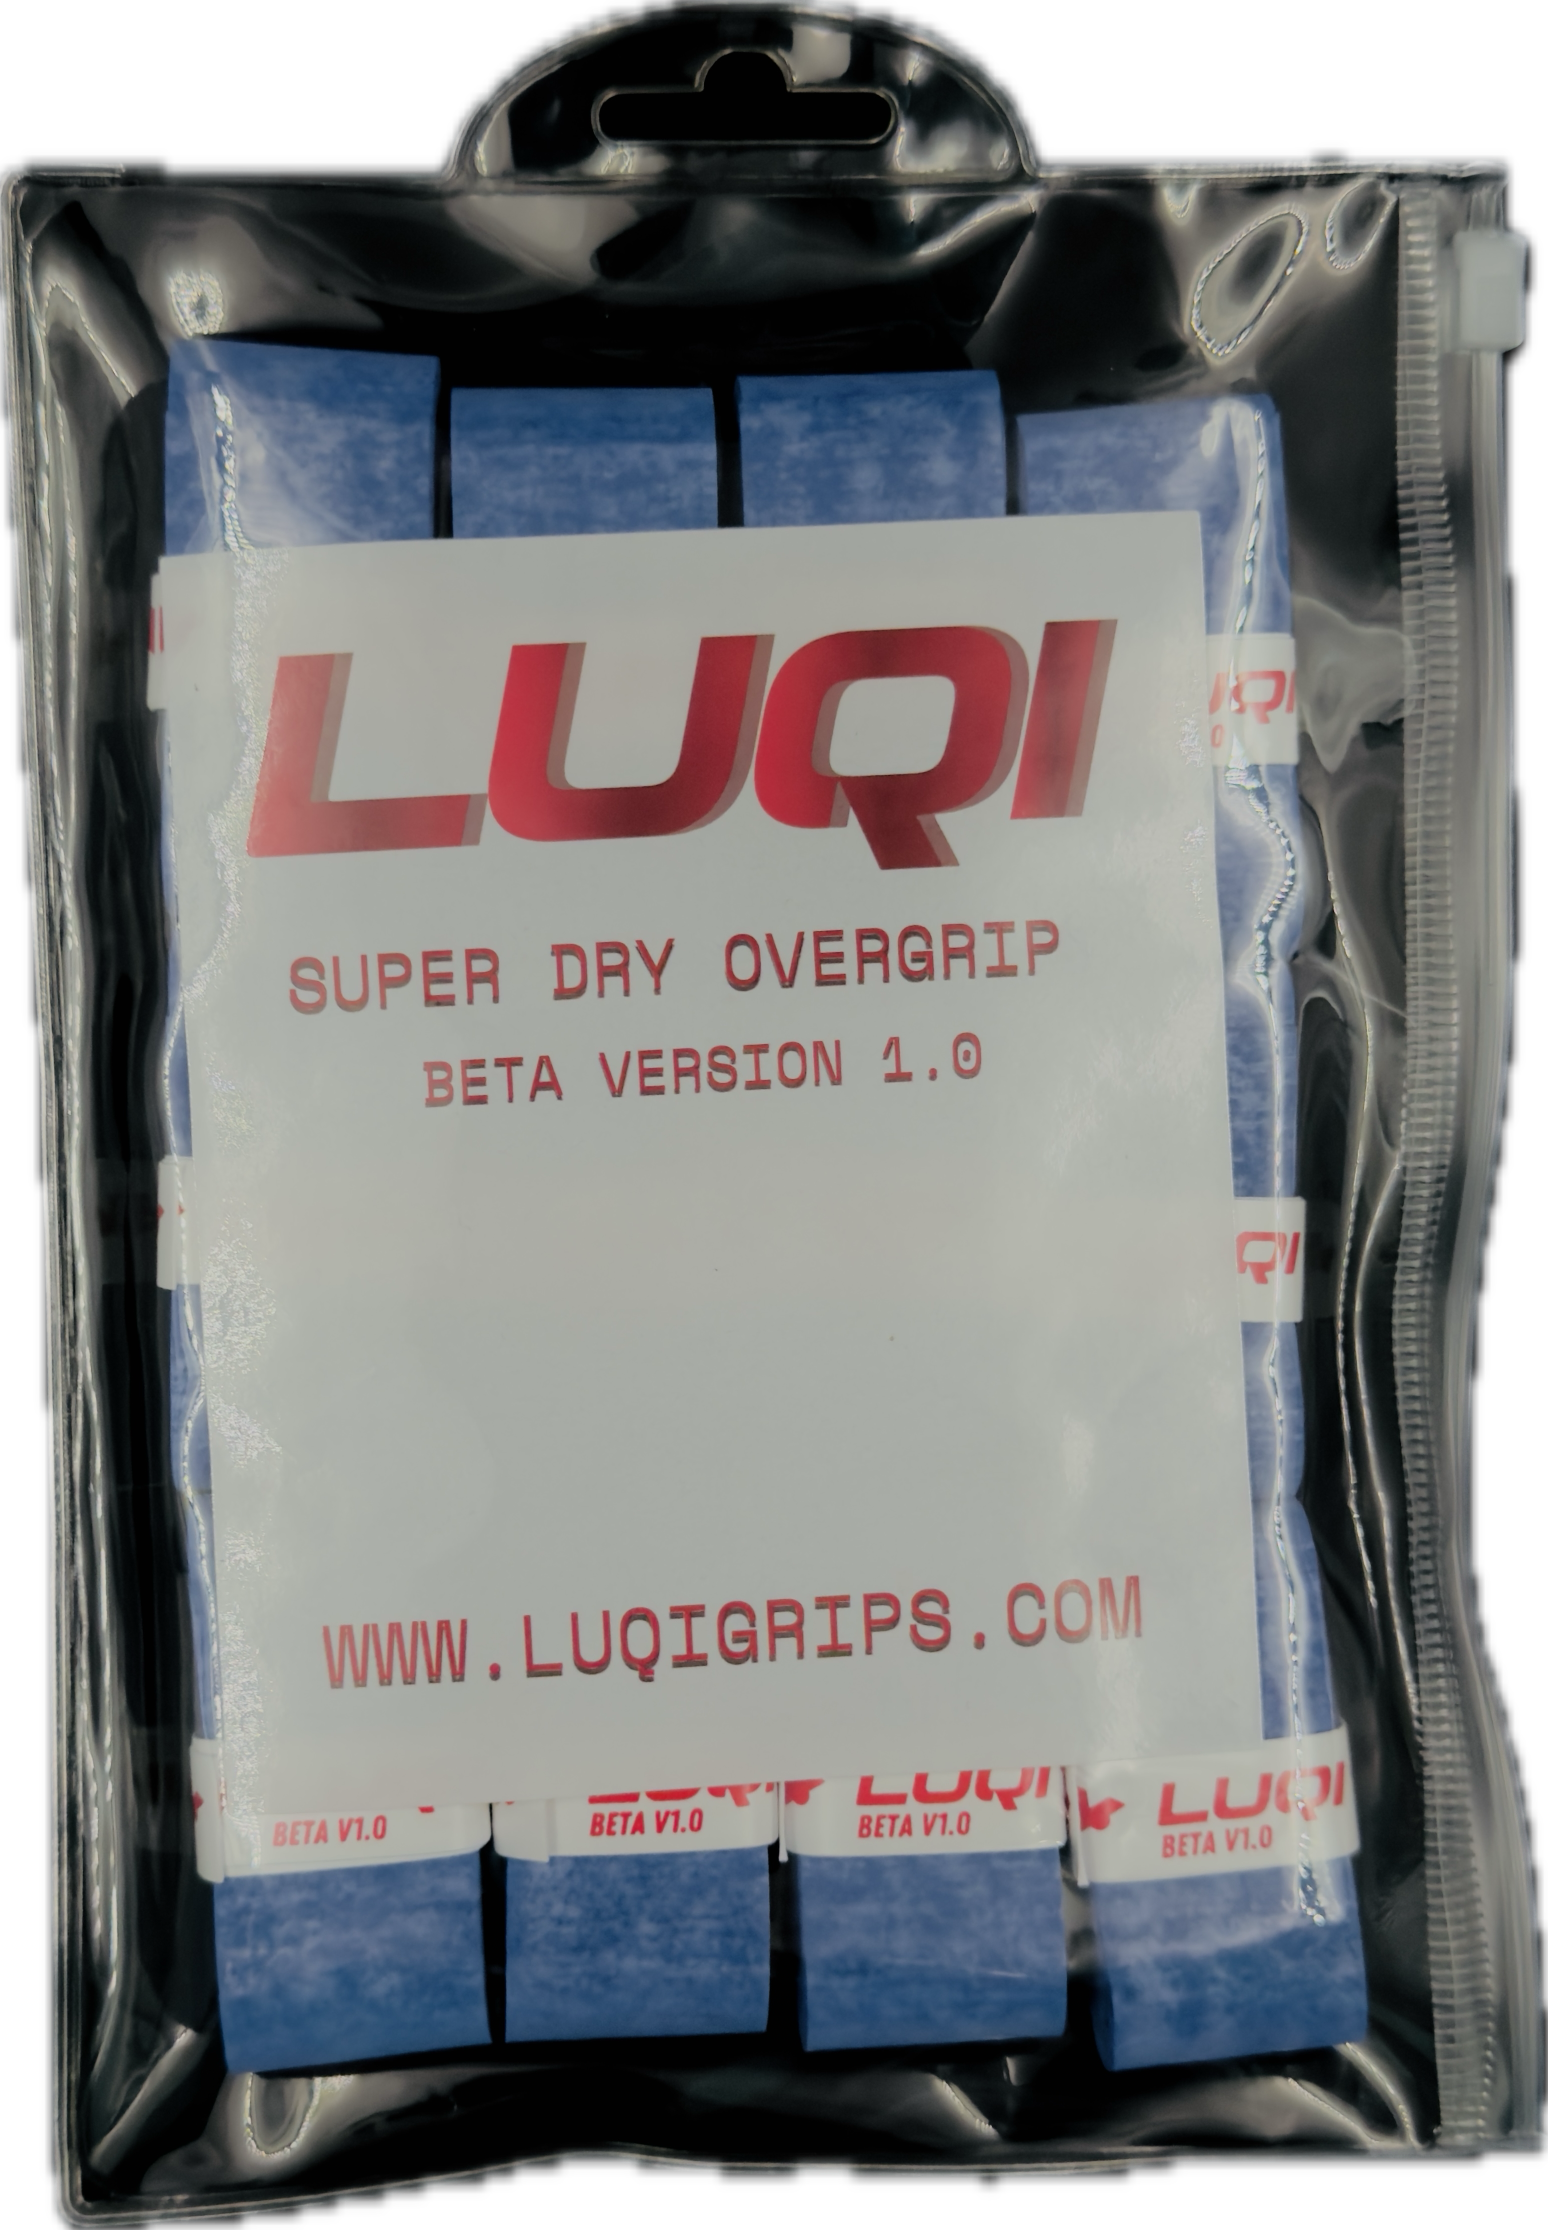 LUQI
SUPER DRY OVERGRIP
BETA VERSION 1.0
QI
WWW.LUQIGRIPS.COM
LUQI
LUQI
LUQI
BETA V1.0
BETA V1.0
BETA V1.0
BETA V1.0